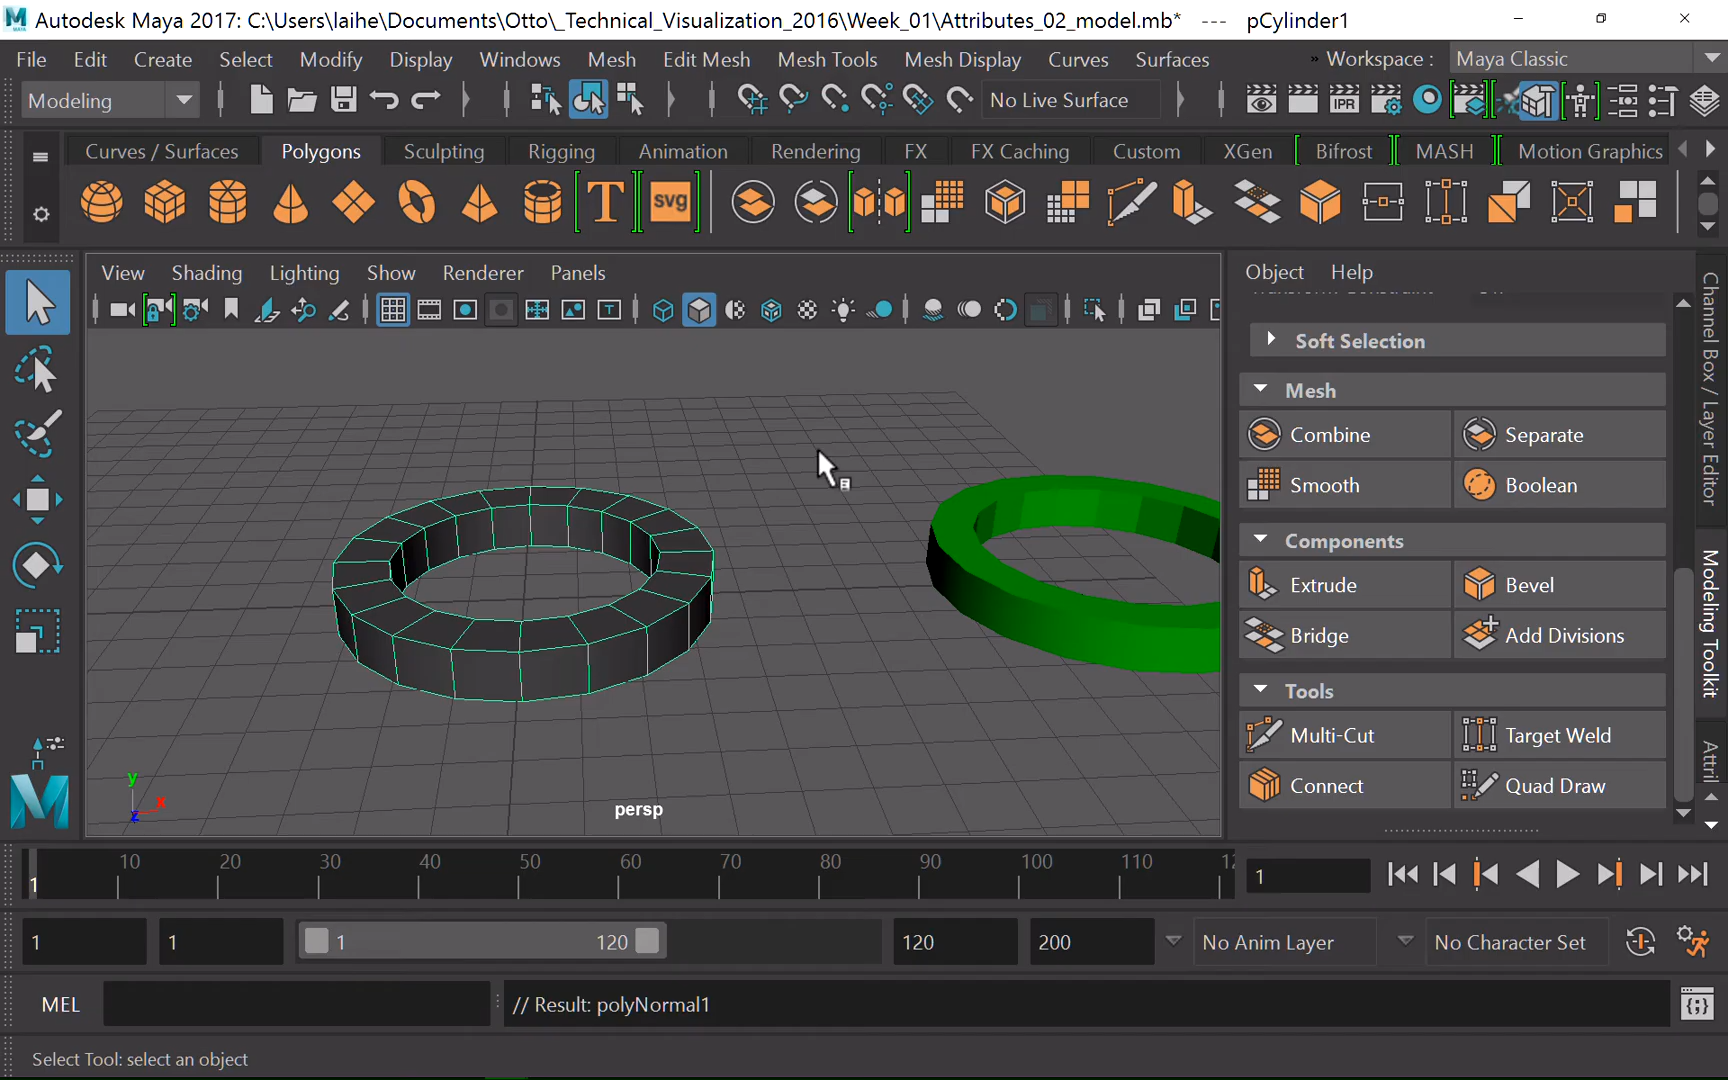 Autodesk Maya 2017: C:\Users\laihe\Documents\Otto\_Technical_Visualization_2016\Week_01\Attributes_02_model.mb* --- pCylinder1
File Edit Create Select Modify Display Windows Mesh Edit Mesh Mesh Tools Mesh Display Curves Surfaces » Workspace : Maya Classic
Modeling No Live Surface IPR
Curves / Surfaces Polygons Sculpting Rigging Animation Rendering FX FX Caching Custom XGen Bifrost MASH Motion Graphics
T svg
View Shading Lighting Show Renderer Panels
Object Help
Soft Selection
Mesh
Combine Separate
Smooth Boolean
Components
Extrude Bevel
Bridge Add Divisions
Tools
Multi-Cut Target Weld
Connect Quad Draw
Channel Box / Layer Editor
Modeling Toolkit
Attri
y
x
z
persp
10 20 30 40 50 60 70 80 90 100 110 12
1 1
1 1 1 120 120 200 No Anim Layer No Character Set
MEL // Result: polyNormal1
Select Tool: select an object